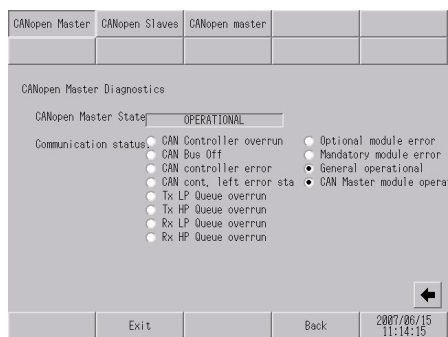 CANopen Master CANopen Slaves CANopen master
CANopen Master Diagnostics
CANopen Master State OPERATIONAL
Communication status:
CAN Controller overrun
CAN Bus Off
CAN controller error
CAN cont. left error sta
Tx LP Queue overrun
Tx HP Queue overrun
Rx LP Queue overrun
Rx HP Queue overrun
Optional module error
Mandatory module error
General operational
CAN Master module opera
Exit Back 2007/06/15
11:14:15